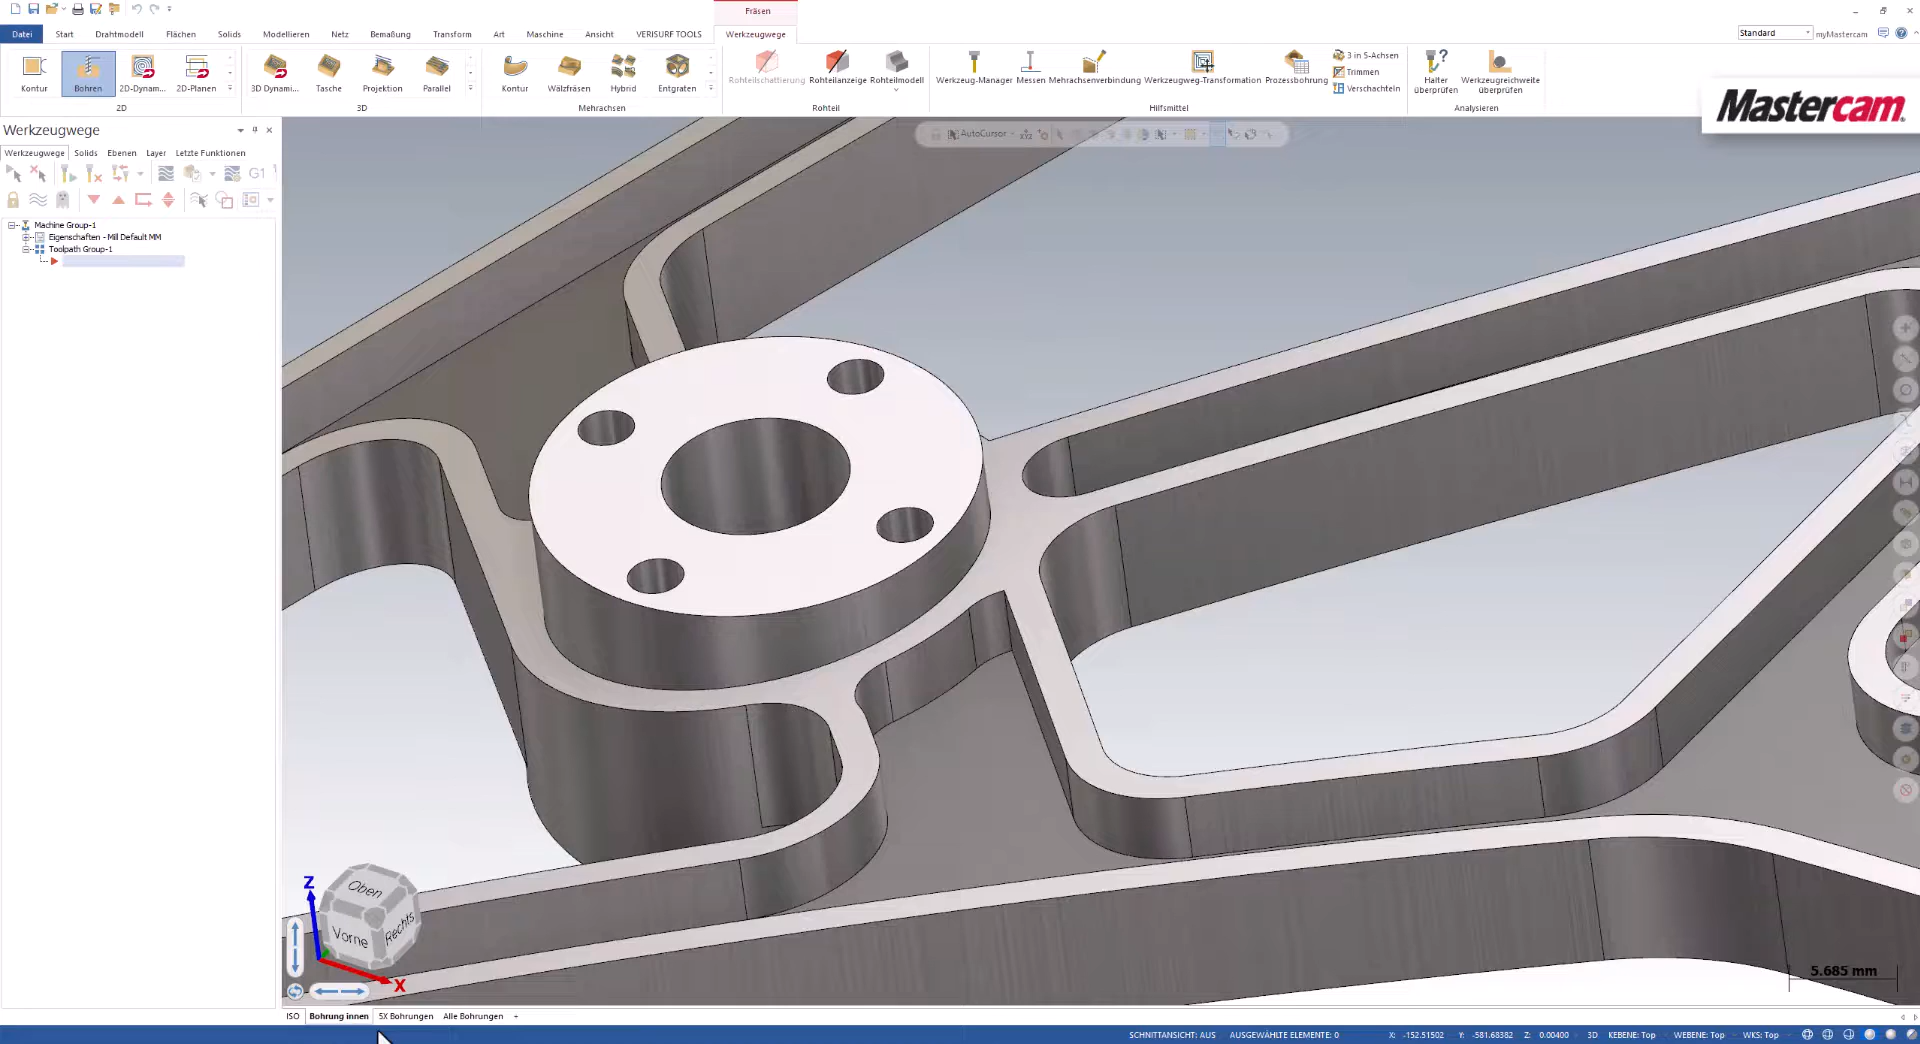 Fräsen
Datei Start Drahtmodell Flächen Solids Modellieren Netz Bemaßung Transform Art Maschine Ansicht VERISURF TOOLS Werkzeugwege Standard myMastercam
Kontur Bohren 2D-Dynam... 2D-Planen 3D Dynami... Tasche Projektion Parallel Kontur Wälzfräsen Hybrid Entgraten
Rohteilschattierung Rohteilanzeige Rohteilmodell
Werkzeug-Manager Messen Mehrachsenverbindung Werkzeugweg-Transformation Prozessbohrung
3 in 5-Achsen
Trimmen
Verschachteln
Halter überprüfen
Werkzeugreichweite überprüfen
2D 3D Mehrachsen Rohteil Hilfsmittel Analysieren
Mastercam.
Werkzeugwege
Werkzeugwege Solids Ebenen Layer Letzte Funktionen
G1
AutoCursor
Machine Group-1
Eigenschaften - Mill Default MM
Toolpath Group-1
Oben
Vorne
Rechts
Z
X
5.685 mm
ISO Bohrung innen 5X Bohrungen Alle Bohrungen +
SCHNITTANSICHT: AUS AUSGEWÄHLTE ELEMENTE: 0 X: -152.51502 Y: -581.68382 Z: 0.00400 3D KEBENE: Top WEBENE: Top WKS: Top